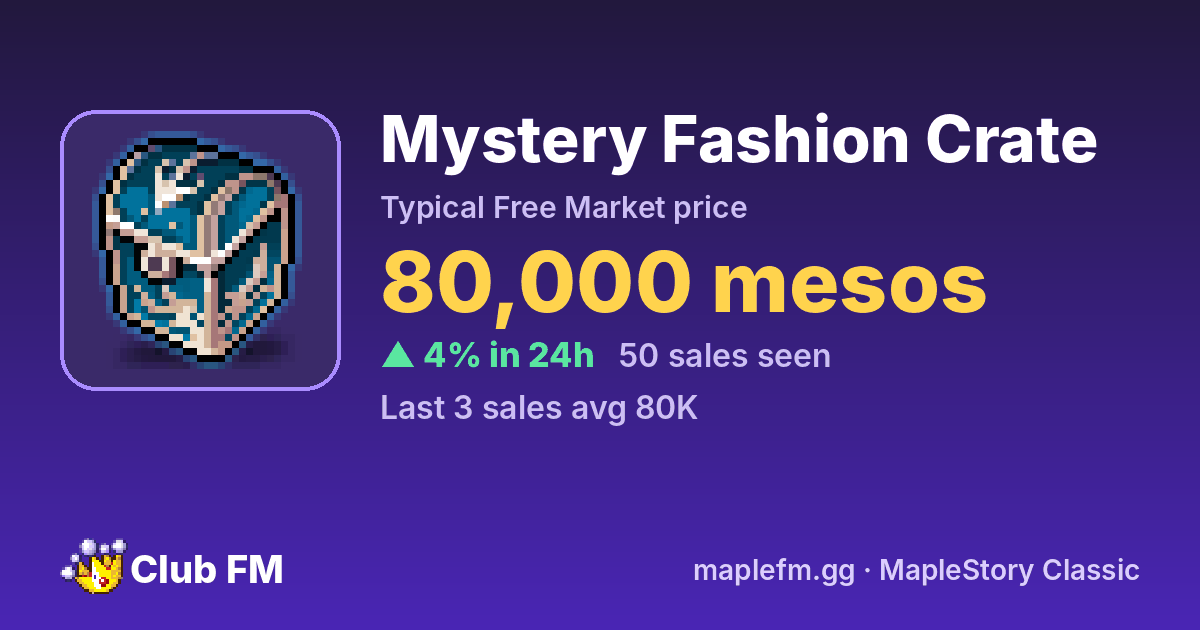 Mystery Fashion Crate
Typical Free Market price
80,000 mesos
▲ 4% in 24h 50 sales seen
Last 3 sales avg 80K
Club FM
maplefm.gg · MapleStory Classic